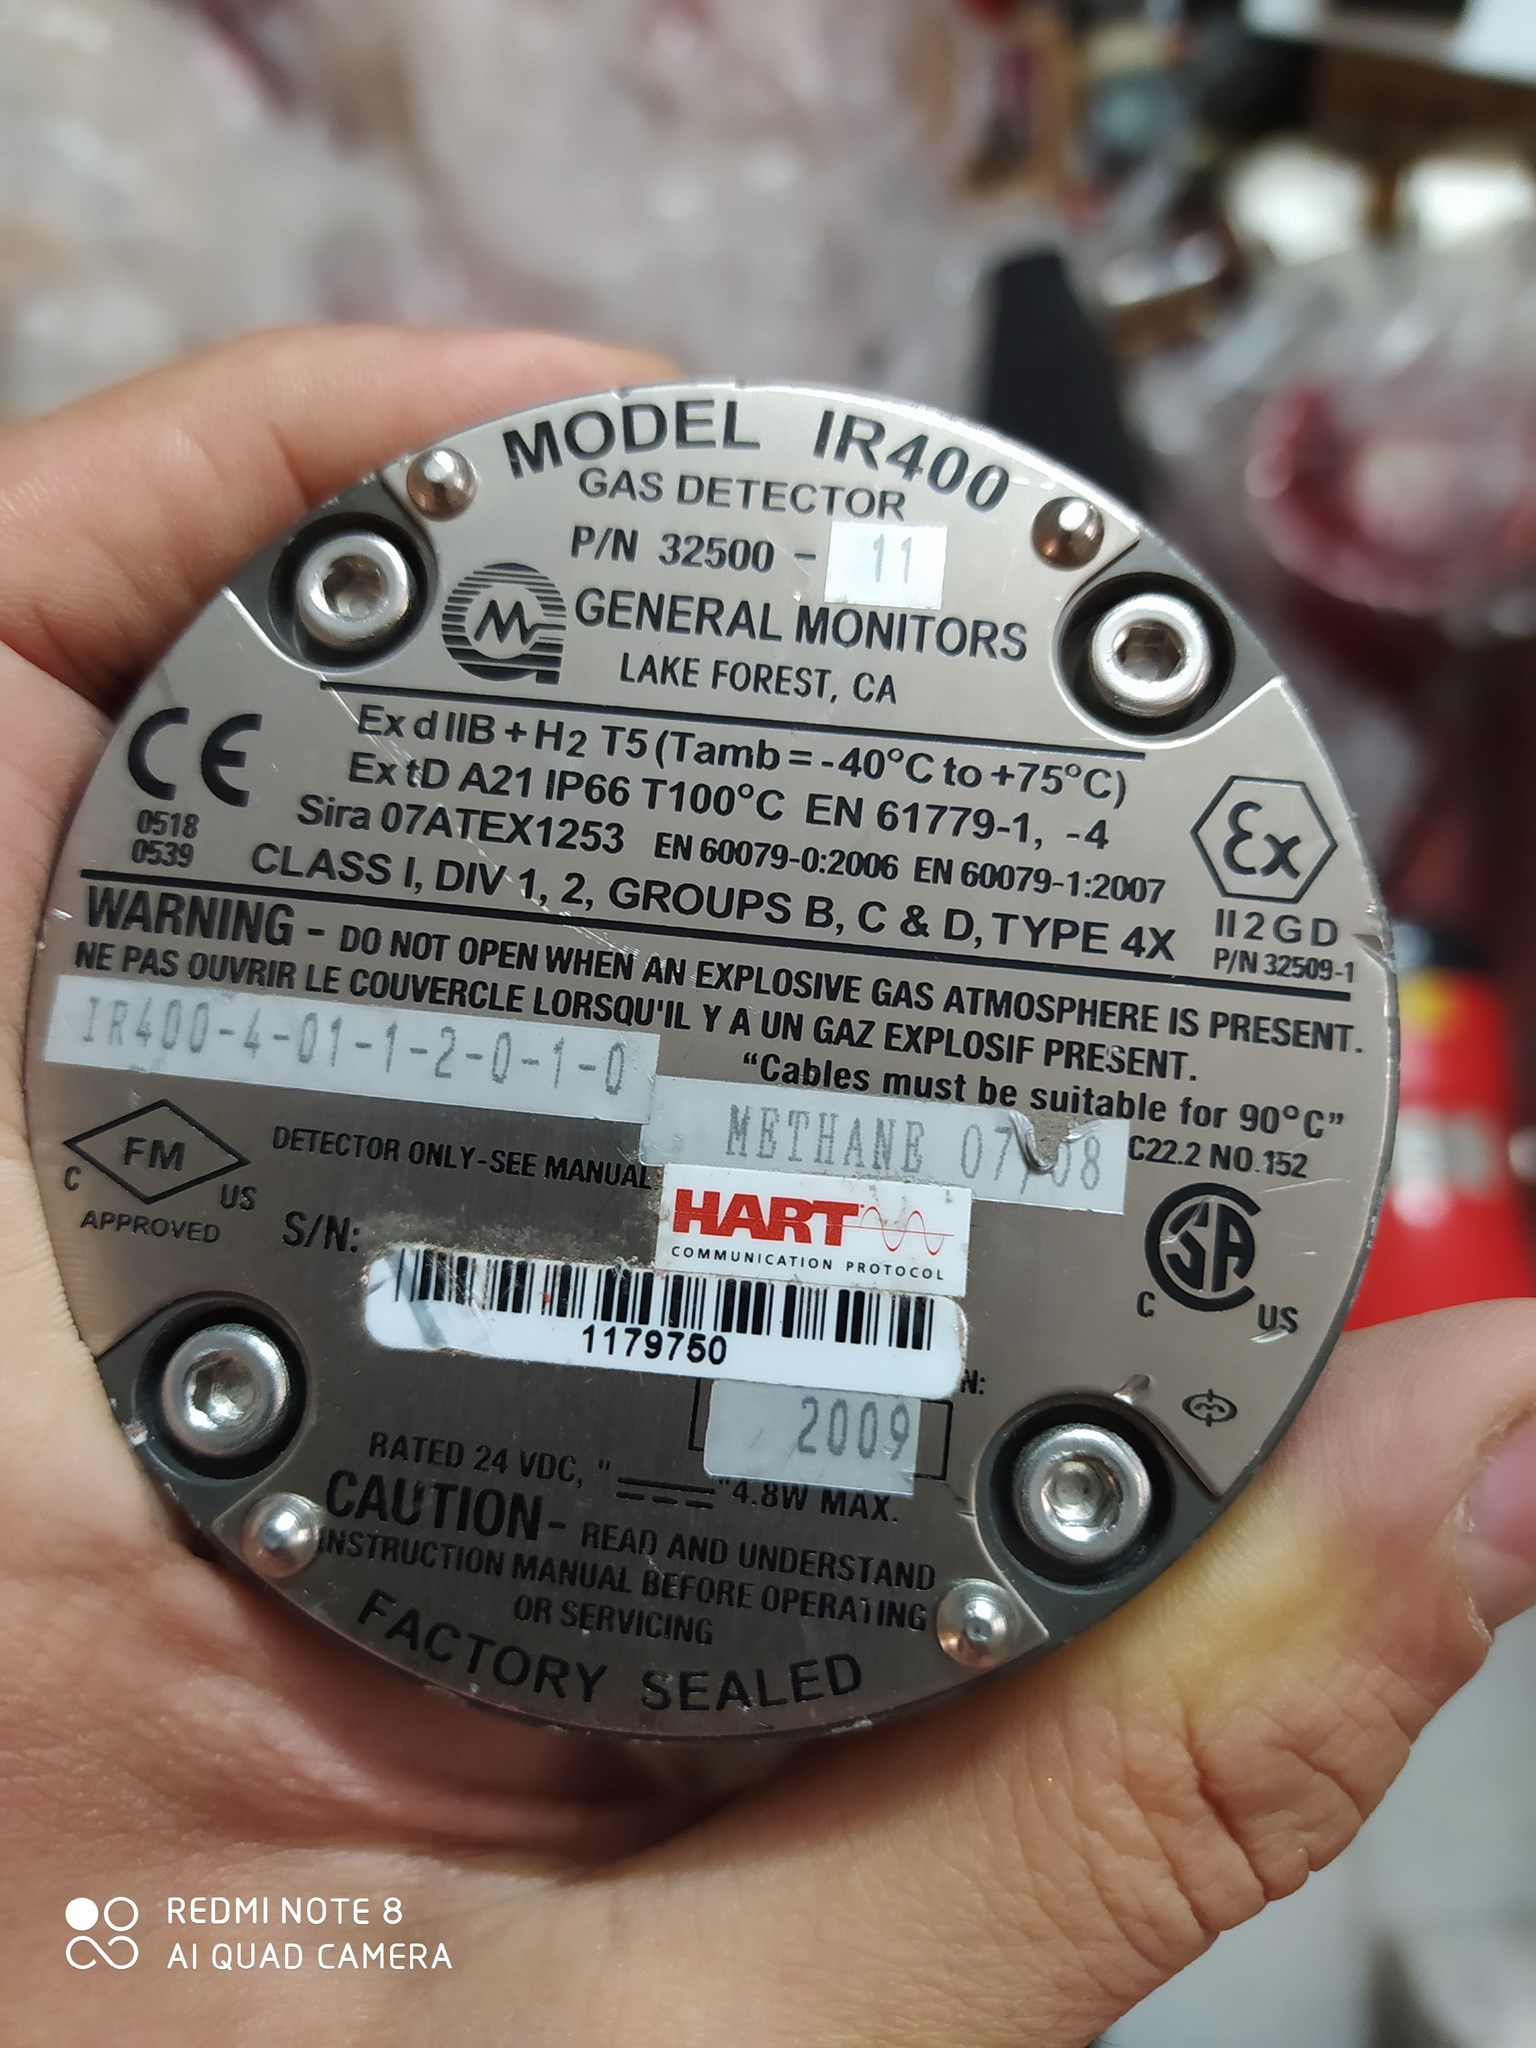 MODEL IR400
GAS DETECTOR
P/N 32500 - 11
GENERAL MONITORS
LAKE FOREST, CA
CE
0518
0539
Ex d IIB + H2 T5 (Tamb = -40°C to +75°C)
Ex tD A21 IP66 T100°C EN 61779-1, -4
Sira 07ATEX1253 EN 60079-0:2006 EN 60079-1:2007
CLASS I, DIV 1, 2, GROUPS B, C & D, TYPE 4X
Ex
II 2 G D
P/N 32509-1
WARNING - DO NOT OPEN WHEN AN EXPLOSIVE GAS ATMOSPHERE IS PRESENT.
NE PAS OUVRIR LE COUVERCLE LORSQU'IL Y A UN GAZ EXPLOSIF PRESENT.
IR400-4-01-1-2-0-1-0
"Cables must be suitable for 90°C"
METHANE 07/08
C22.2 NO.152
C FM US
APPROVED
DETECTOR ONLY-SEE MANUAL
HART
COMMUNICATION PROTOCOL
C SA US
S/N:
1179750
N:
2009
RATED 24 VDC, " " 4.8W MAX.
CAUTION - READ AND UNDERSTAND
INSTRUCTION MANUAL BEFORE OPERATING
OR SERVICING
FACTORY SEALED
REDMI NOTE 8
AI QUAD CAMERA